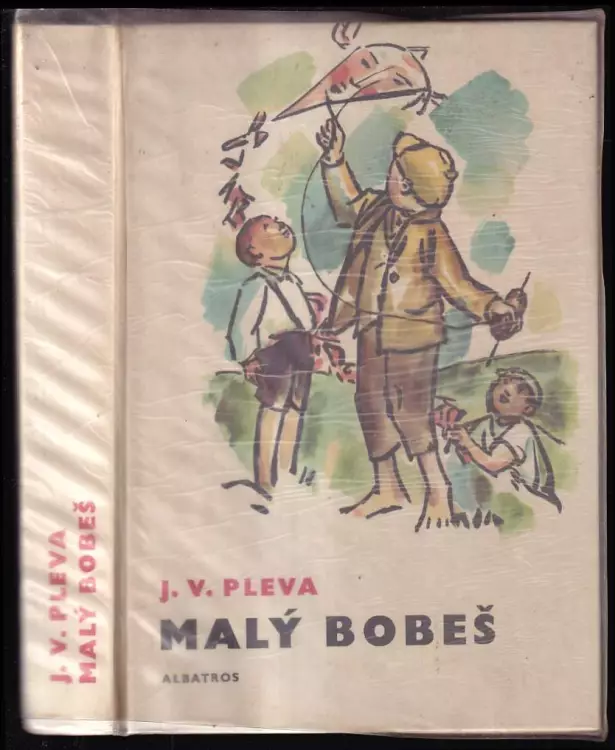 J. V. PLEVA
MALÝ BOBEŠ
J. V. PLEVA
MALÝ BOBEŠ
ALBATROS